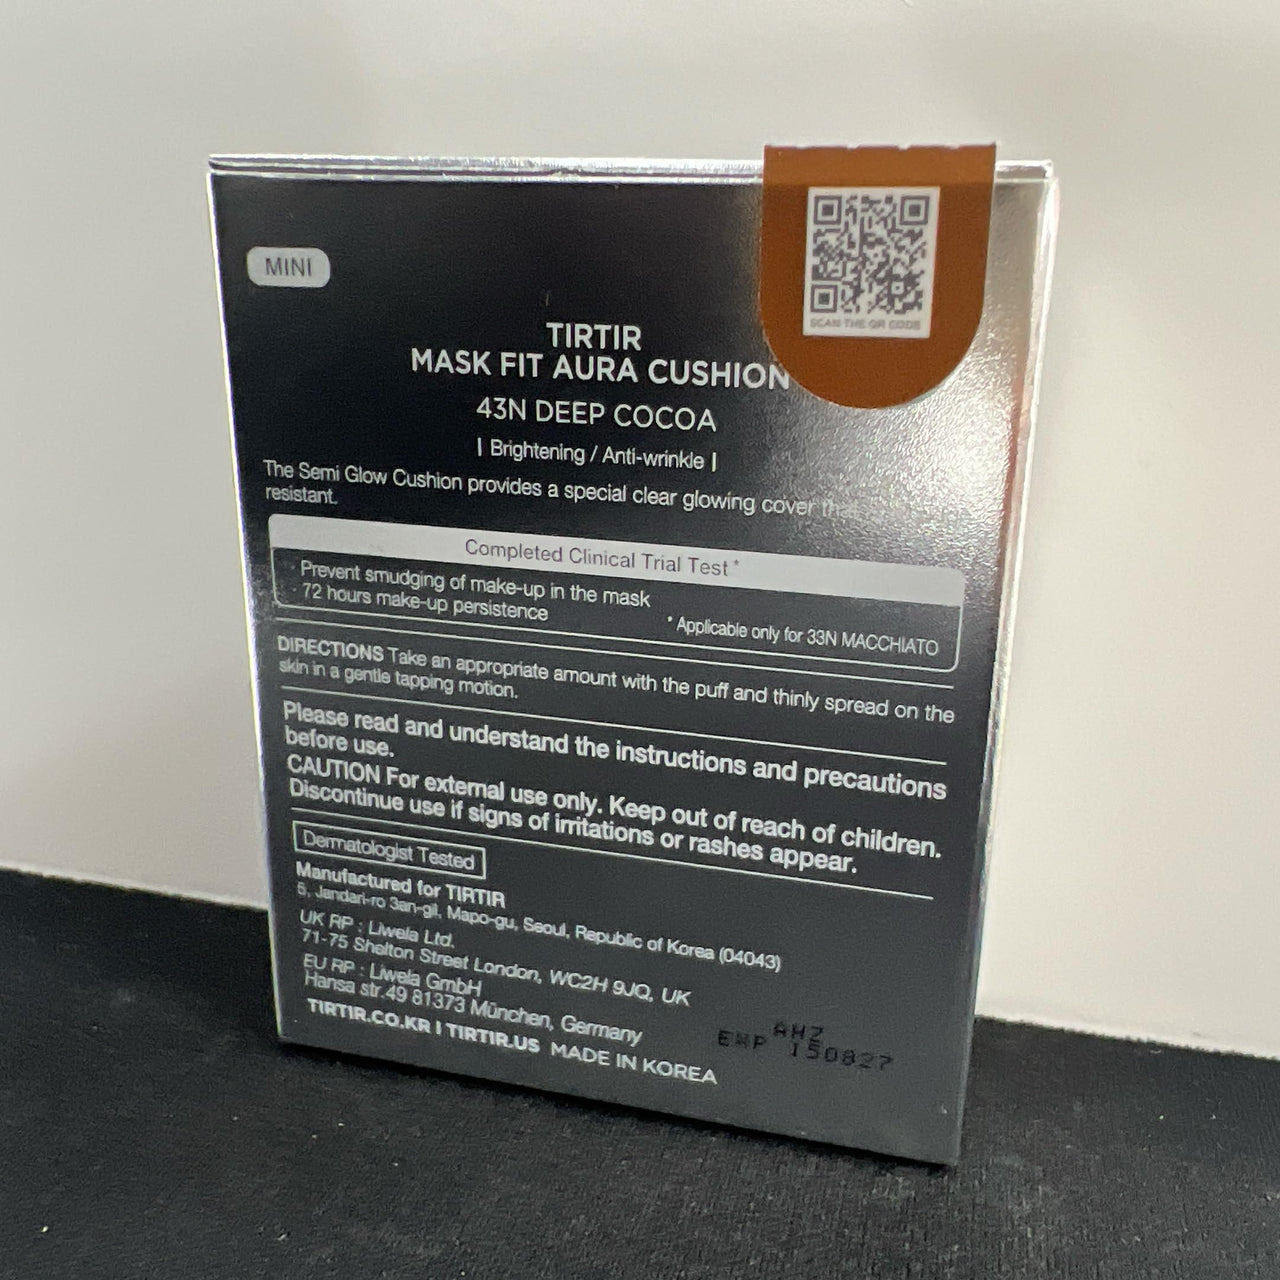 MINI
SCAN THE QR CODE
TIRTIR
MASK FIT AURA CUSHION
43N DEEP COCOA
| Brightening / Anti-wrinkle |
The Semi Glow Cushion provides a special clear glowing cover
resistant.
Completed Clinical Trial Test *
· Prevent smudging of make-up in the mask
· 72 hours make-up persistence
* Applicable only for 33N MACCHIATO
DIRECTIONS Take an appropriate amount with the puff and thinly spread on the
skin in a gentle tapping motion.
Please read and understand the instructions and precautions
before use.
CAUTION For external use only. Keep out of reach of children.
Discontinue use if signs of irritations or rashes appear.
Dermatologist Tested
Manufactured for TIRTIR
5, Jandari-ro 3an-gil, Mapo-gu, Seoul, Republic of Korea (04043)
UK RP : Liwela Ltd.
71-75 Shelton Street London, WC2H 9JQ, UK
EU RP : Liwela GmbH
Hansa str.49 81373 München, Germany
TIRTIR.CO.KR I TIRTIR.US MADE IN KOREA
AHZ
EXP 150827